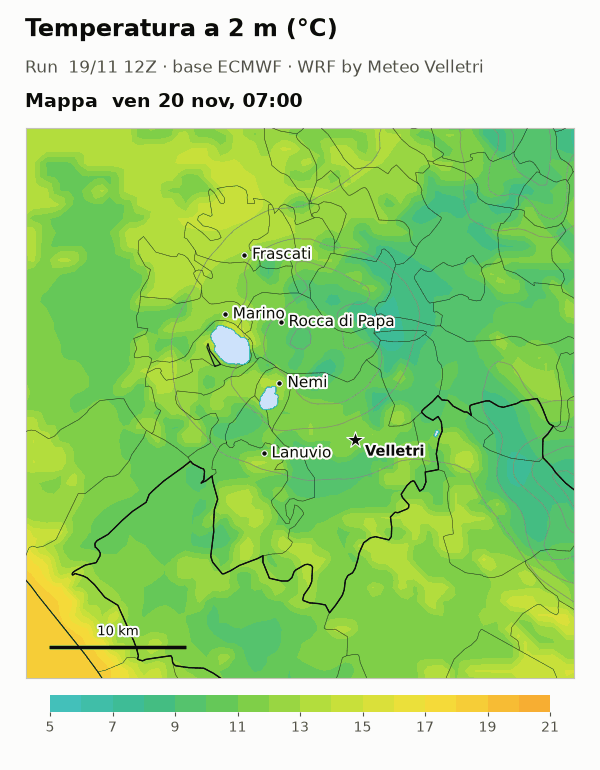 Temperatura a 2 m (°C)
Run  19/11 12Z · base ECMWF · WRF by Meteo Velletri
Mappa  ven 20 nov, 07:00
Frascati
Marino
Rocca di Papa
Nemi
Velletri
Lanuvio
10 km
5 7 9 11 13 15 17 19 21